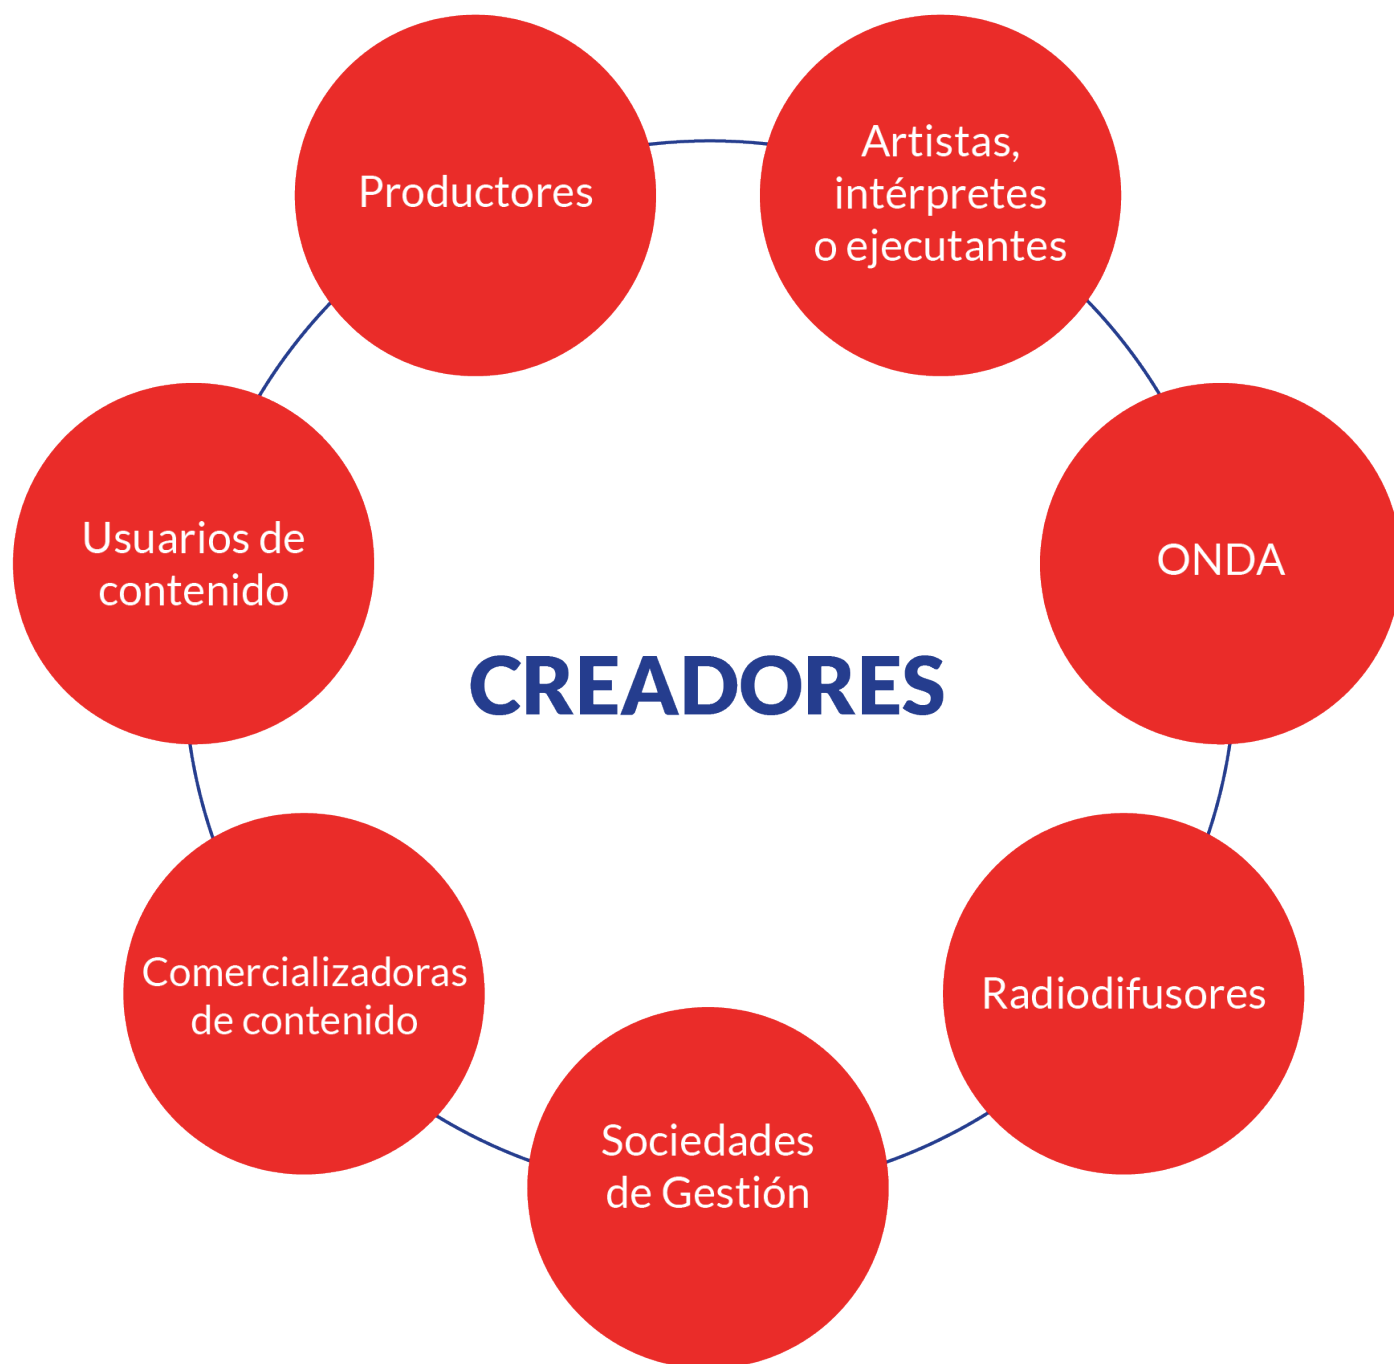 Productores
Artistas,
intérpretes
o ejecutantes
Usuarios de
contenido
ONDA
CREADORES
Comercializadoras
de contenido
Radiodifusores
Sociedades
de Gestión